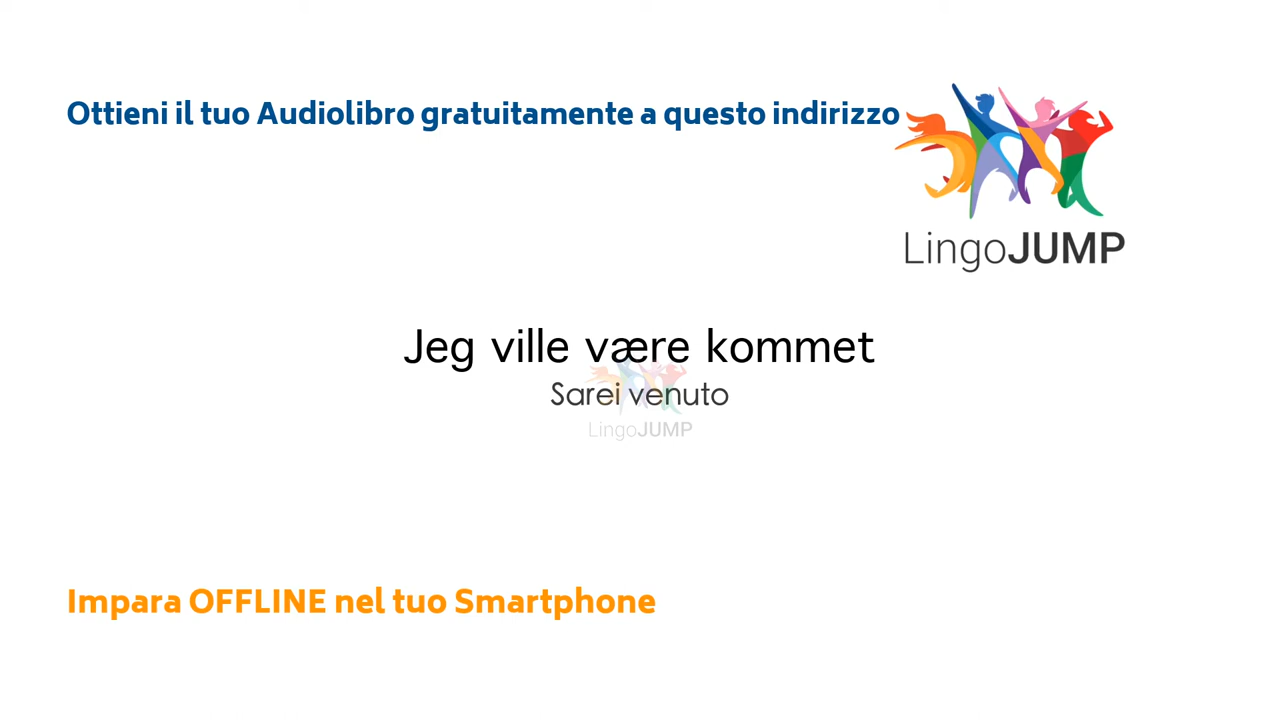 Ottieni il tuo Audiolibro gratuitamente a questo indirizzo
LingoJUMP
Jeg ville være kommet
Sarei venuto
LingoJUMP
Impara OFFLINE nel tuo Smartphone